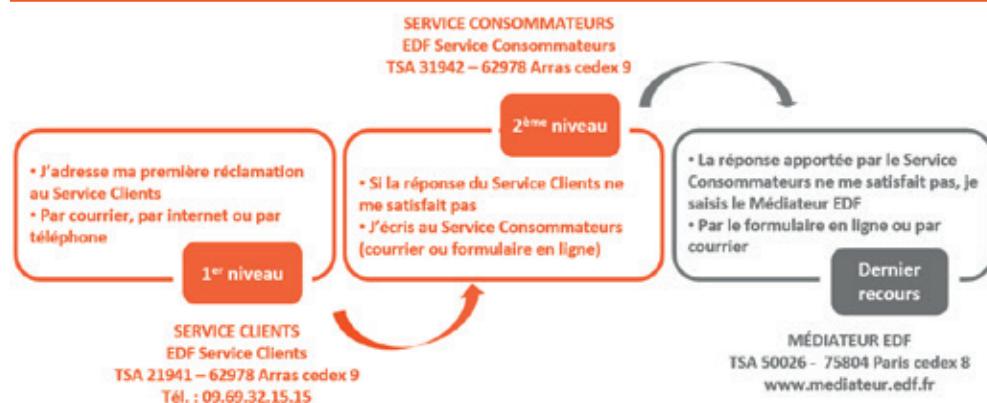 SERVICE CONSOMMATEURS
EDF Service Consommateurs
TSA 31942 – 62978 Arras cedex 9
• J'adresse ma première réclamation
au Service Clients
• Par courrier, par internet ou par
téléphone
1er niveau
SERVICE CLIENTS
EDF Service Clients
TSA 21941 – 62978 Arras cedex 9
Tél. : 09.69.32.15.15
2ème niveau
• Si la réponse du Service Clients ne
me satisfait pas
• J'écris au Service Consommateurs
(courrier ou formulaire en ligne)
• La réponse apportée par le Service
Consommateurs ne me satisfait pas, je
saisis le Médiateur EDF
• Par le formulaire en ligne ou par
courrier
Dernier
recours
MÉDIATEUR EDF
TSA 50026 - 75804 Paris cedex 8
www.mediateur.edf.fr